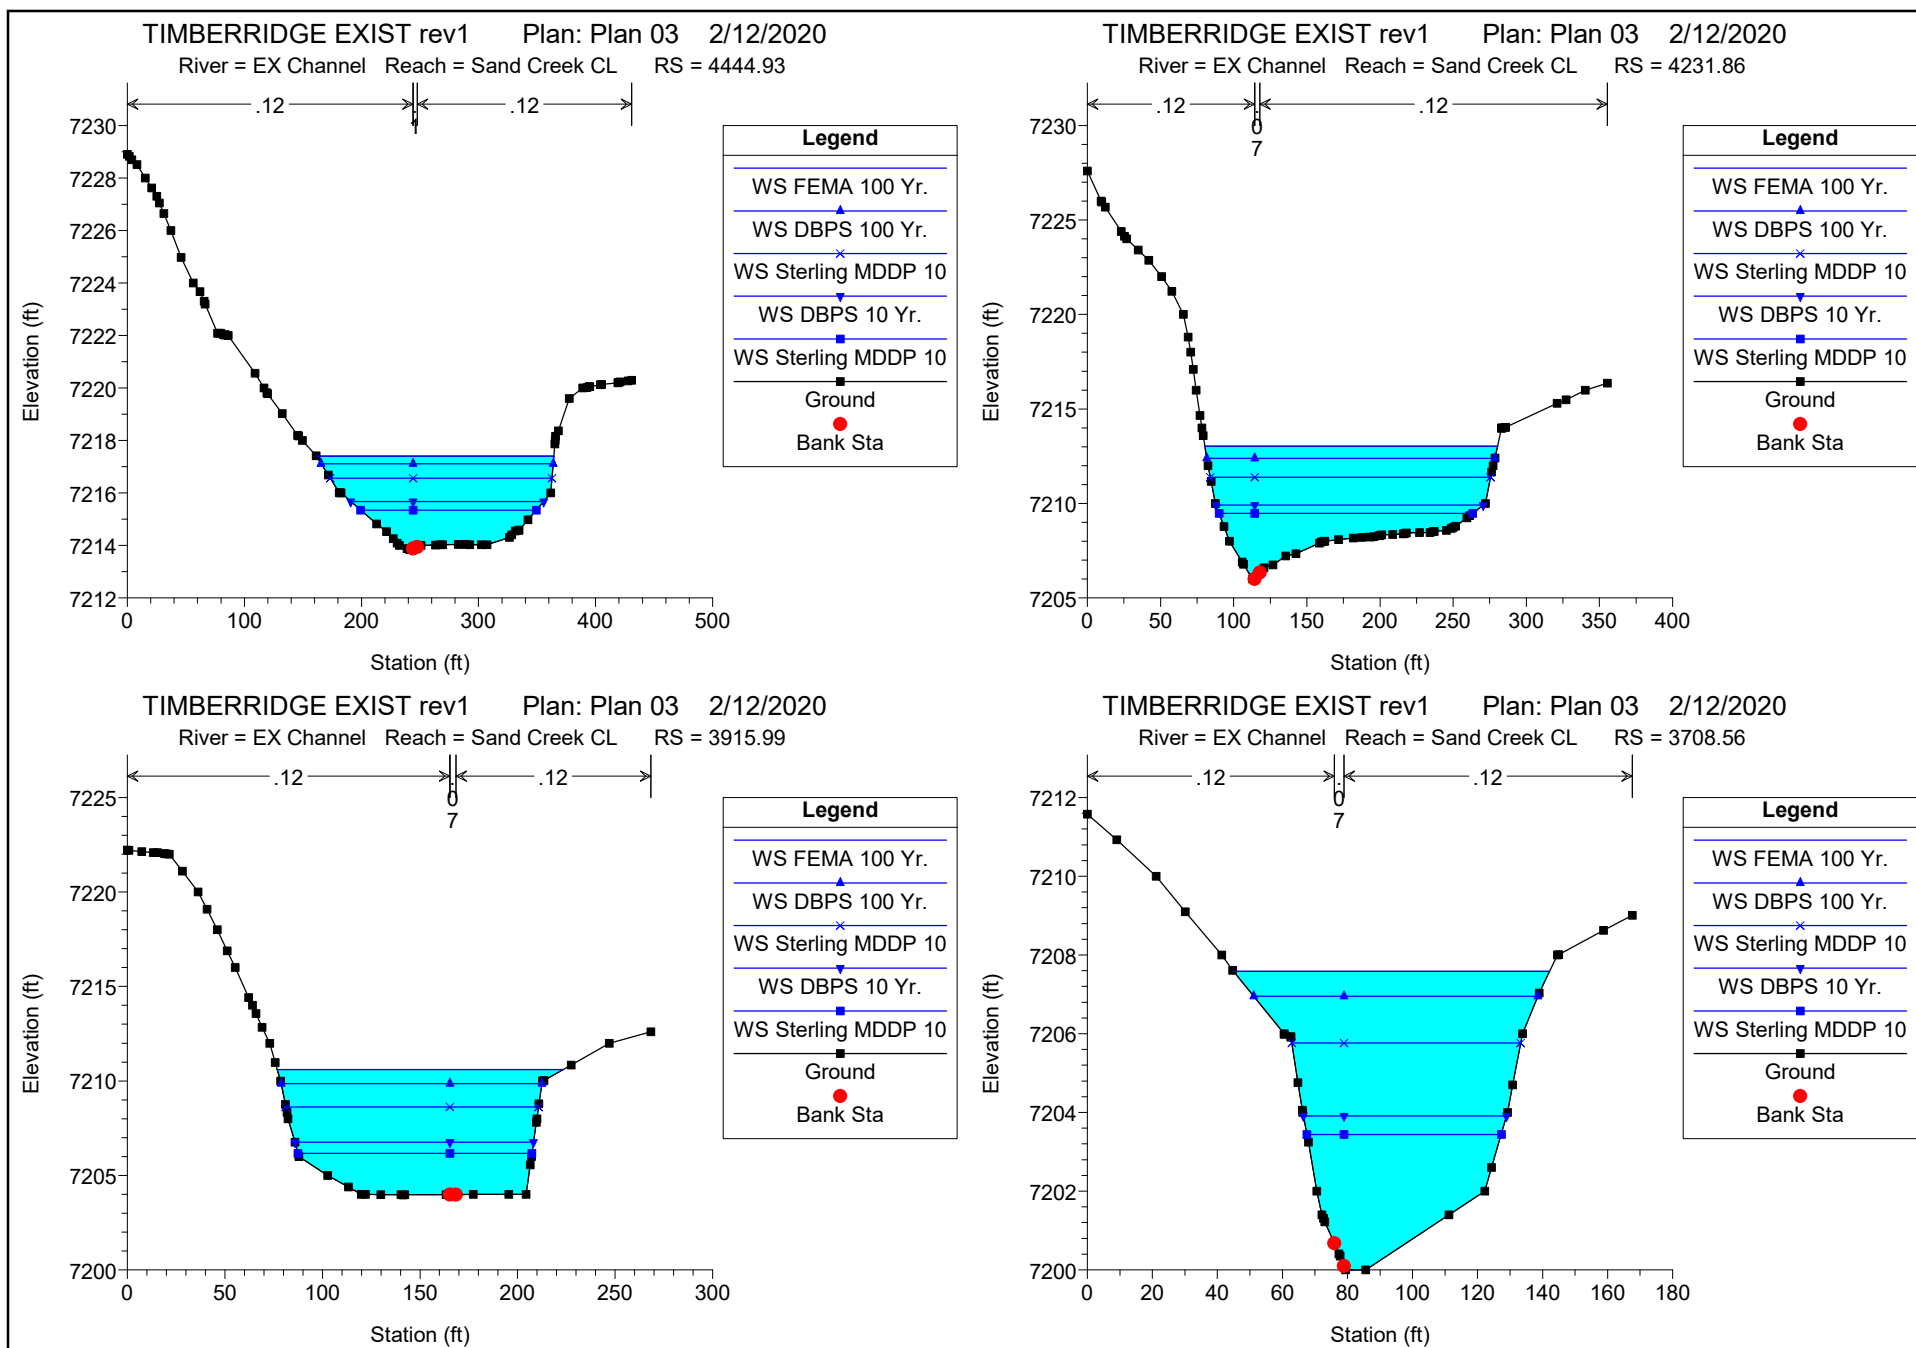 TIMBERRIDGE EXIST rev1 Plan: Plan 03 2/12/2020
River = EX Channel Reach = Sand Creek CL RS = 4444.93
.12 .12
7230
7228
7226
7224
7222
7220
7218
7216
7214
7212
0 100 200 300 400 500
Station (ft)
Elevation (ft)
Legend
WS FEMA 100 Yr.
WS DBPS 100 Yr.
WS Sterling MDDP 10
WS DBPS 10 Yr.
WS Sterling MDDP 10
Ground
Bank Sta
TIMBERRIDGE EXIST rev1 Plan: Plan 03 2/12/2020
River = EX Channel Reach = Sand Creek CL RS = 4231.86
.12 .07 .12
7230
7225
7220
7215
7210
7205
0 50 100 150 200 250 300 350 400
Station (ft)
Elevation (ft)
Legend
WS FEMA 100 Yr.
WS DBPS 100 Yr.
WS Sterling MDDP 10
WS DBPS 10 Yr.
WS Sterling MDDP 10
Ground
Bank Sta
TIMBERRIDGE EXIST rev1 Plan: Plan 03 2/12/2020
River = EX Channel Reach = Sand Creek CL RS = 3915.99
.12 .07 .12
7225
7220
7215
7210
7205
7200
0 50 100 150 200 250 300
Station (ft)
Elevation (ft)
Legend
WS FEMA 100 Yr.
WS DBPS 100 Yr.
WS Sterling MDDP 10
WS DBPS 10 Yr.
WS Sterling MDDP 10
Ground
Bank Sta
TIMBERRIDGE EXIST rev1 Plan: Plan 03 2/12/2020
River = EX Channel Reach = Sand Creek CL RS = 3708.56
.12 .07 .12
7212
7210
7208
7206
7204
7202
7200
0 20 40 60 80 100 120 140 160 180
Station (ft)
Elevation (ft)
Legend
WS FEMA 100 Yr.
WS DBPS 100 Yr.
WS Sterling MDDP 10
WS DBPS 10 Yr.
WS Sterling MDDP 10
Ground
Bank Sta